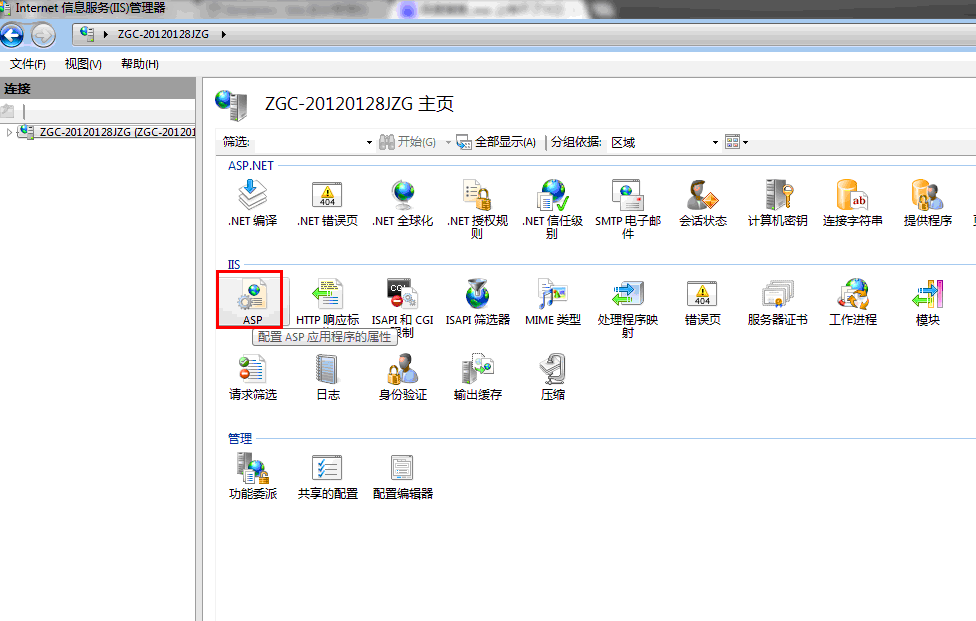 Internet 信息服务(IIS)管理器
ZGC-20120128JZG
文件(F) 视图(V) 帮助(H)
连接
ZGC-20120128JZG (ZGC-20120
ZGC-20120128JZG 主页
筛选: 开始(G) 全部显示(A) 分组依据: 区域
ASP.NET
.NET 编译
.NET 错误页
.NET 全球化
.NET 授权规则
.NET 信任级别
SMTP 电子邮件
会话状态
计算机密钥
连接字符串
提供程序
IIS
ASP
HTTP 响应标
ISAPI 和 CGI
限制
ISAPI 筛选器
MIME 类型
处理程序映射
错误页
服务器证书
工作进程
模块
配置 ASP 应用程序的属性
请求筛选
日志
身份验证
输出缓存
压缩
管理
功能委派
共享的配置
配置编辑器